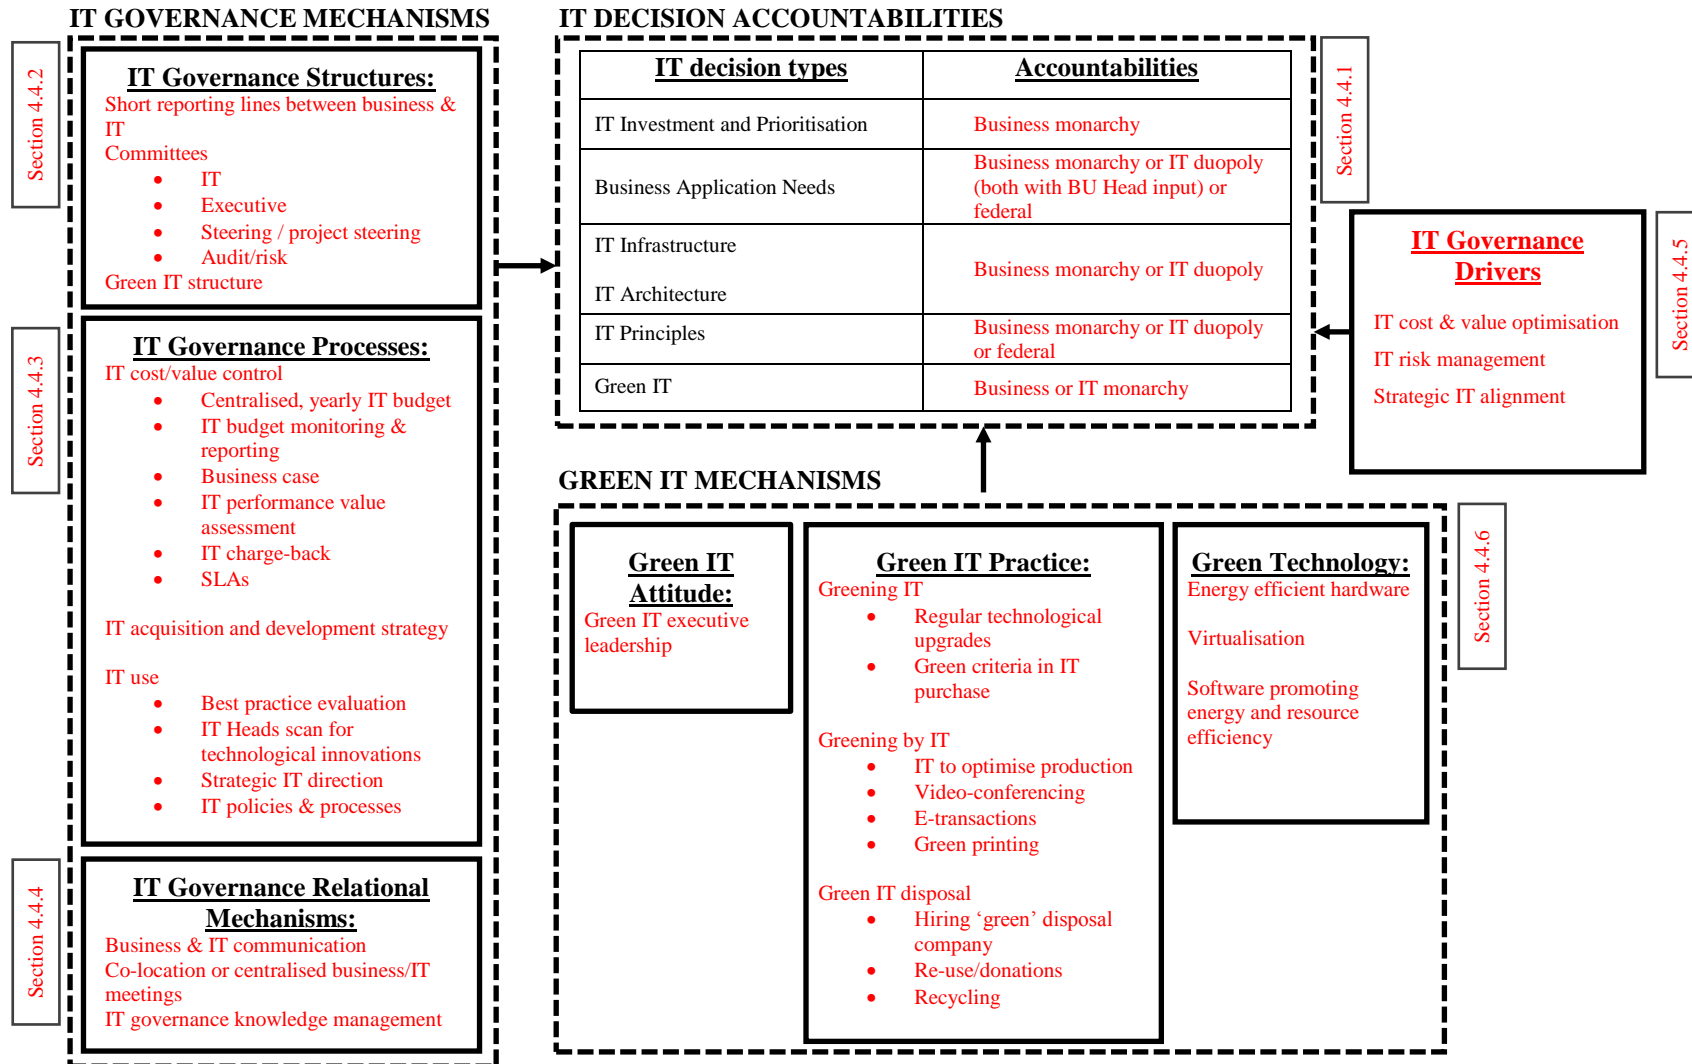 IT GOVERNANCE MECHANISMS
Section 4.4.2
IT Governance Structures:
Short reporting lines between business &
IT
Committees
• IT
• Executive
• Steering / project steering
• Audit/risk
Green IT structure
Section 4.4.3
IT Governance Processes:
IT cost/value control
• Centralised, yearly IT budget
• IT budget monitoring &
reporting
• Business case
• IT performance value
assessment
• IT charge-back
• SLAs
IT acquisition and development strategy
IT use
• Best practice evaluation
• IT Heads scan for
technological innovations
• Strategic IT direction
• IT policies & processes
Section 4.4.4
IT Governance Relational
Mechanisms:
Business & IT communication
Co-location or centralised business/IT
meetings
IT governance knowledge management
IT DECISION ACCOUNTABILITIES
Section 4.4.1
IT decision types
Accountabilities
IT Investment and Prioritisation
Business monarchy
Business Application Needs
Business monarchy or IT duopoly
(both with BU Head input) or
federal
IT Infrastructure
IT Architecture
Business monarchy or IT duopoly
IT Principles
Business monarchy or IT duopoly
or federal
Green IT
Business or IT monarchy
IT Governance
Drivers
IT cost & value optimisation
IT risk management
Strategic IT alignment
Section 4.4.5
GREEN IT MECHANISMS
Green IT
Attitude:
Green IT executive
leadership
Green IT Practice:
Greening IT
• Regular technological
upgrades
• Green criteria in IT
purchase
Greening by IT
• IT to optimise production
• Video-conferencing
• E-transactions
• Green printing
Green IT disposal
• Hiring ‘green’ disposal
company
• Re-use/donations
• Recycling
Green Technology:
Energy efficient hardware
Virtualisation
Software promoting
energy and resource
efficiency
Section 4.4.6